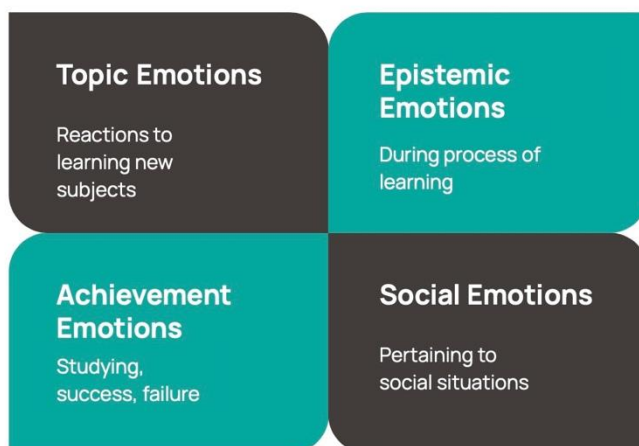 Topic Emotions
Reactions to
learning new
subjects
Epistemic
Emotions
During process of
learning
Achievement
Emotions
Studying,
success, failure
Social Emotions
Pertaining to
social situations